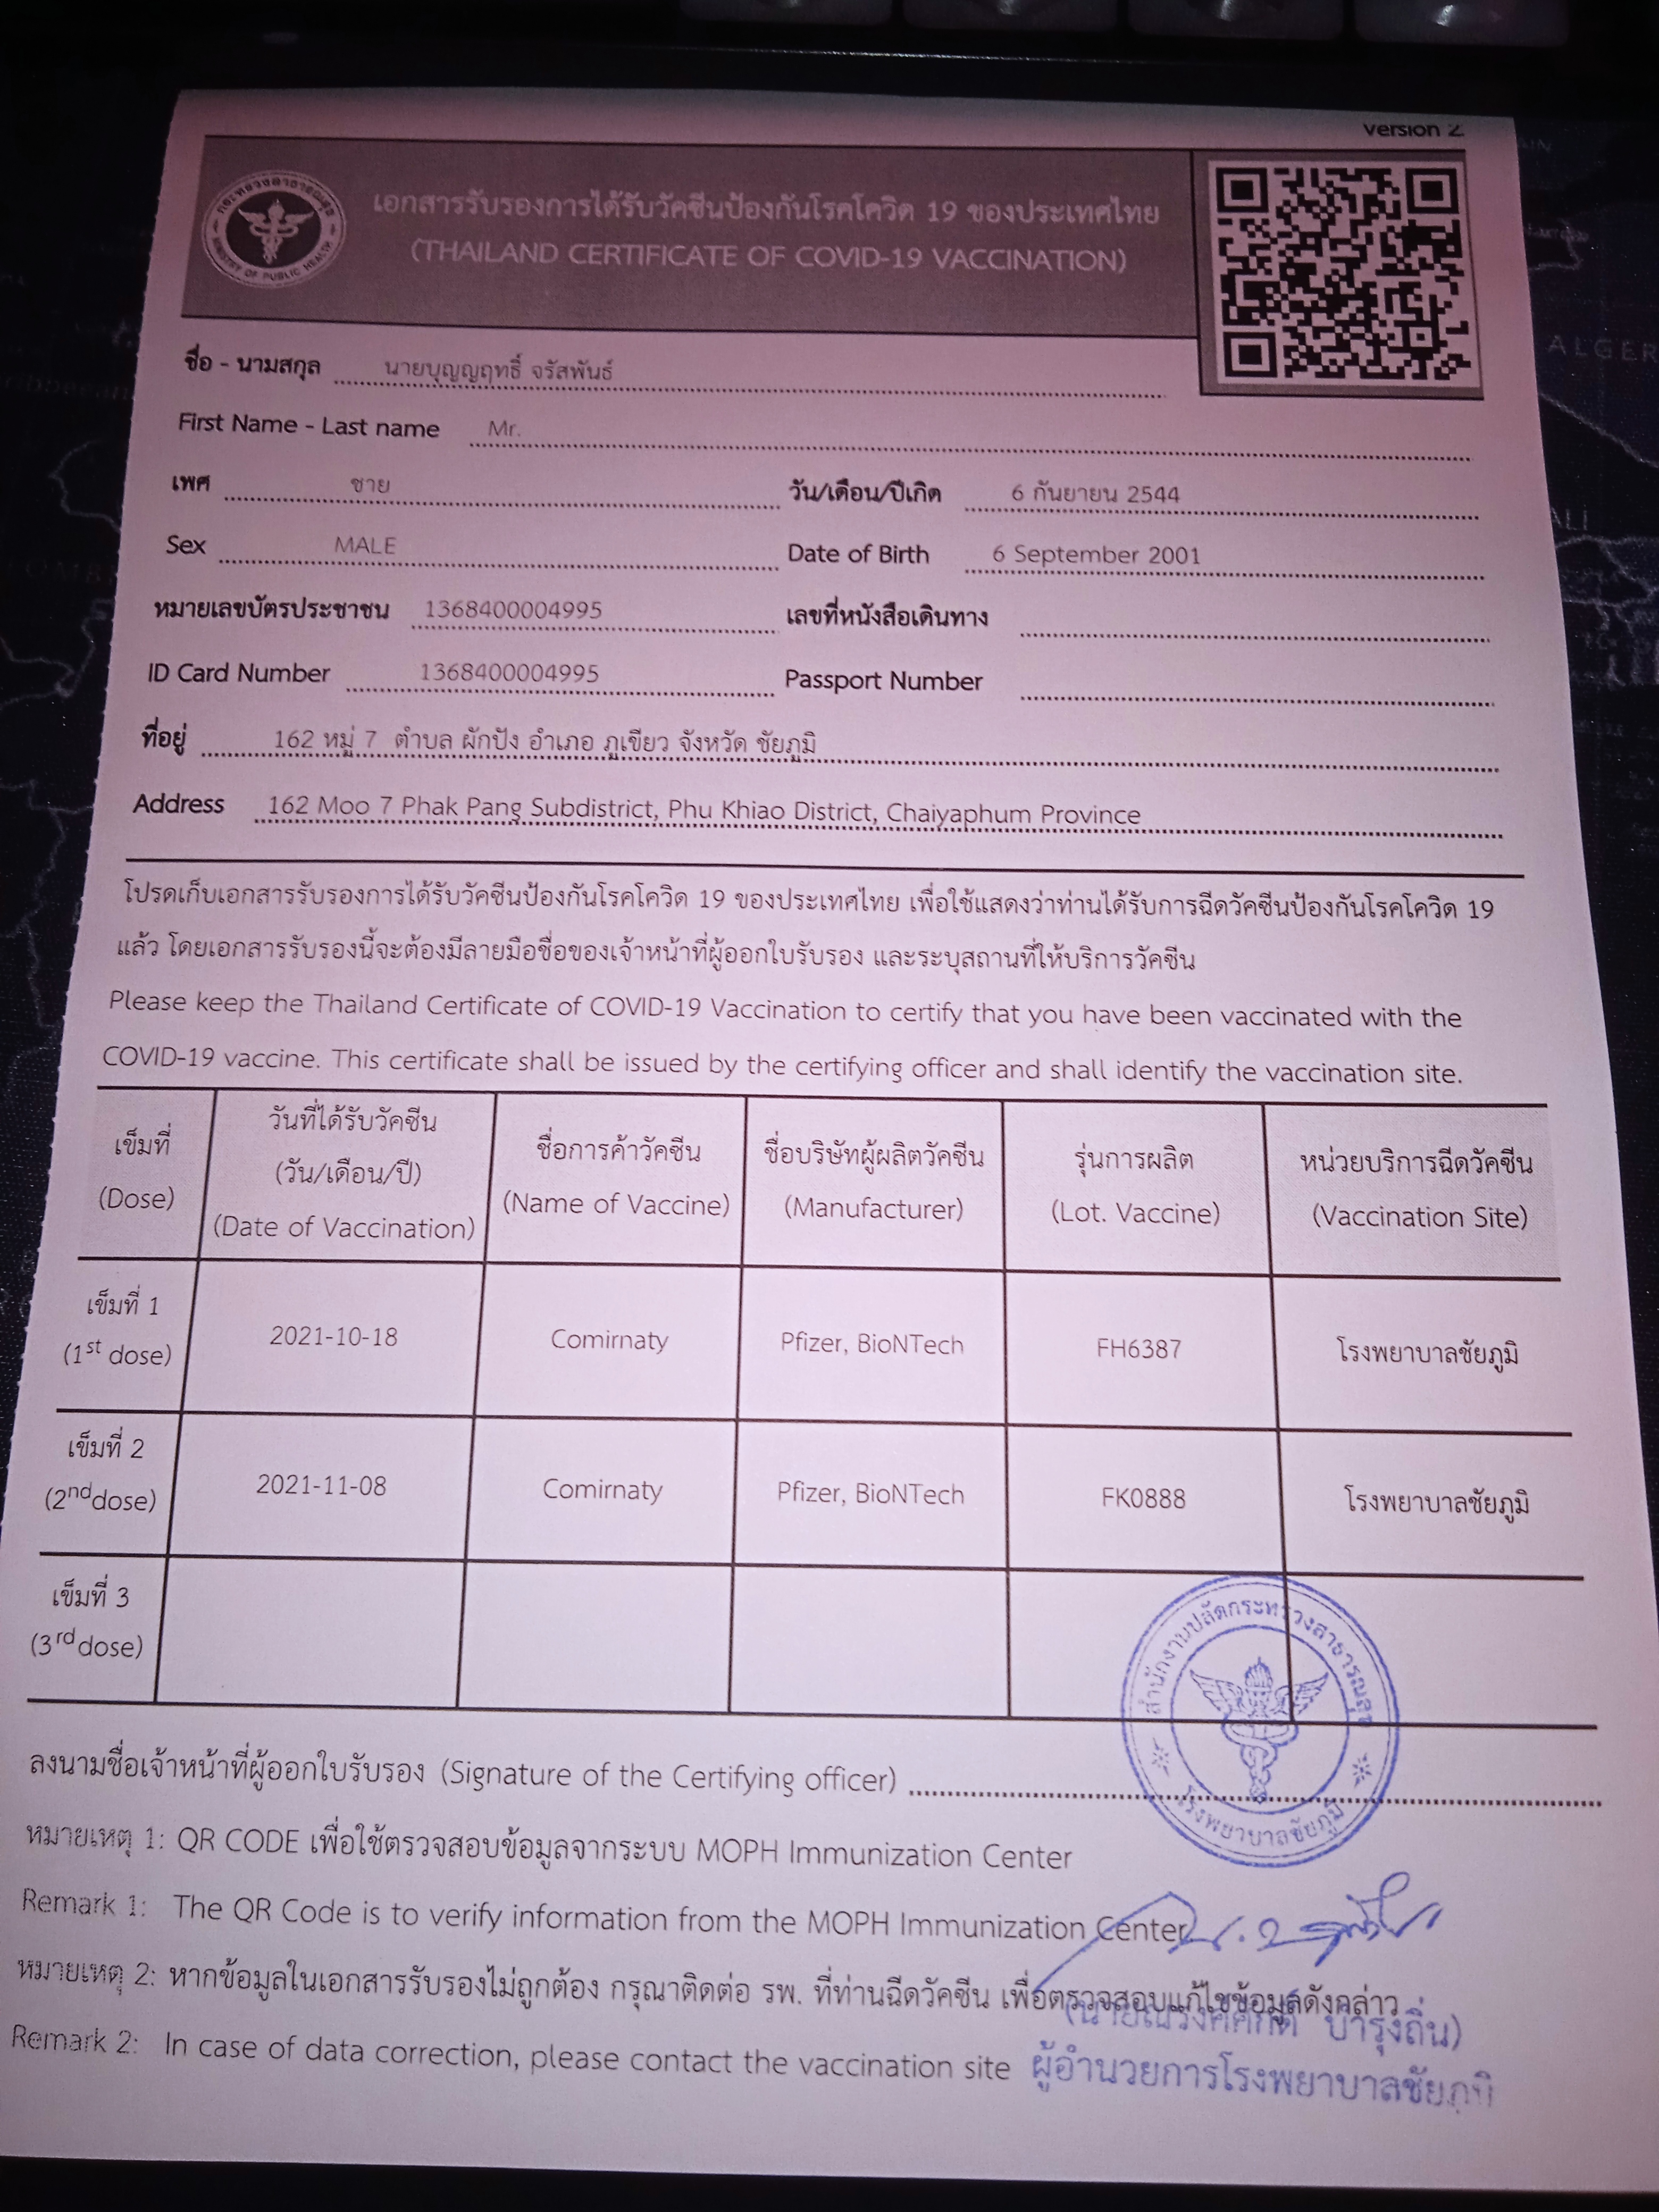 Version 2
กระทรวงสาธารณสุข
MINISTRY OF PUBLIC HEALTH
เอกสารรับรองการได้รับวัคซีนป้องกันโรคโควิด 19 ของประเทศไทย
(THAILAND CERTIFICATE OF COVID-19 VACCINATION)
ชื่อ - นามสกุล นายบุญญฤทธิ์ จรัสพันธ์
First Name - Last name Mr.
เพศ ชาย วัน/เดือน/ปีเกิด 6 กันยายน 2544
Sex MALE Date of Birth 6 September 2001
หมายเลขบัตรประชาชน 1368400004995 เลขที่หนังสือเดินทาง
ID Card Number 1368400004995 Passport Number
ที่อยู่ 162 หมู่ 7 ตำบล ผักปัง อำเภอ ภูเขียว จังหวัด ชัยภูมิ
Address 162 Moo 7 Phak Pang Subdistrict, Phu Khiao District, Chaiyaphum Province
โปรดเก็บเอกสารรับรองการได้รับวัคซีนป้องกันโรคโควิด 19 ของประเทศไทย เพื่อใช้แสดงว่าท่านได้รับการฉีดวัคซีนป้องกันโรคโควิด 19
แล้ว โดยเอกสารรับรองนี้จะต้องมีลายมือชื่อของเจ้าหน้าที่ผู้ออกใบรับรอง และระบุสถานที่ให้บริการวัคซีน
Please keep the Thailand Certificate of COVID-19 Vaccination to certify that you have been vaccinated with the
COVID-19 vaccine. This certificate shall be issued by the certifying officer and shall identify the vaccination site.
เข็มที่ (Dose) วันที่ได้รับวัคซีน (วัน/เดือน/ปี) (Date of Vaccination) ชื่อการค้าวัคซีน (Name of Vaccine) ชื่อบริษัทผู้ผลิตวัคซีน (Manufacturer) รุ่นการผลิต (Lot. Vaccine) หน่วยบริการฉีดวัคซีน (Vaccination Site)
เข็มที่ 1 (1st dose) 2021-10-18 Comirnaty Pfizer, BioNTech FH6387 โรงพยาบาลชัยภูมิ
เข็มที่ 2 (2nd dose) 2021-11-08 Comirnaty Pfizer, BioNTech FK0888 โรงพยาบาลชัยภูมิ
เข็มที่ 3 (3rd dose)
สำนักงานปลัดกระทรวงสาธารณสุข
โรงพยาบาลชัยภูมิ
ลงนามชื่อเจ้าหน้าที่ผู้ออกใบรับรอง (Signature of the Certifying officer)
หมายเหตุ 1: QR CODE เพื่อใช้ตรวจสอบข้อมูลจากระบบ MOPH Immunization Center
Remark 1: The QR Code is to verify information from the MOPH Immunization Center
หมายเหตุ 2: หากข้อมูลในเอกสารรับรองไม่ถูกต้อง กรุณาติดต่อ รพ. ที่ท่านฉีดวัคซีน เพื่อตรวจสอบแก้ไขข้อมูลดังกล่าว
(นายณรงค์ศักดิ์ บำรุงถิ่น)
Remark 2: In case of data correction, please contact the vaccination site
ผู้อำนวยการโรงพยาบาลชัยภูมิ